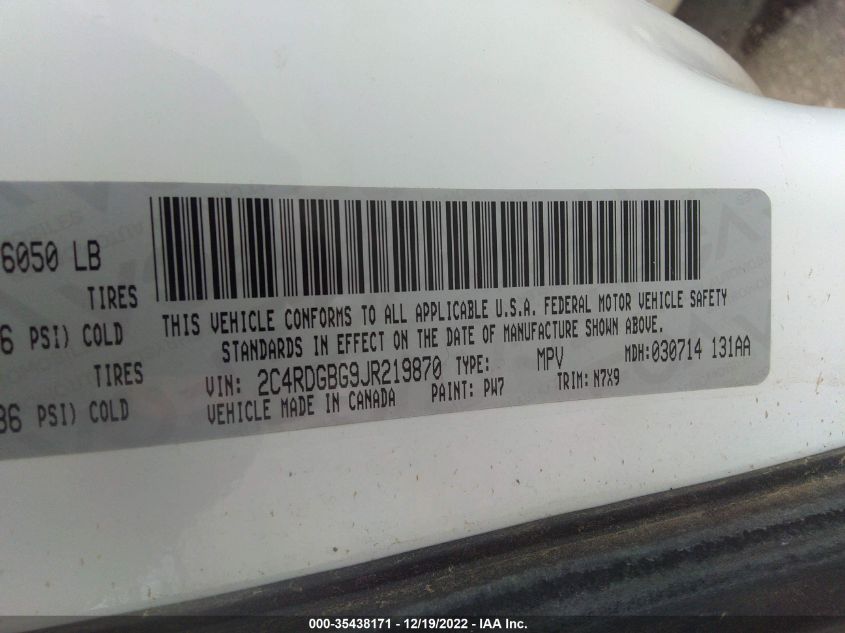 6050 LB
TIRES
6 PSI) COLD
36 PSI) COLD
THIS VEHICLE CONFORMS TO ALL APPLICABLE U.S.A. FEDERAL MOTOR VEHICLE SAFETY
STANDARDS IN EFFECT ON THE DATE OF MANUFACTURE SHOWN ABOVE.
VIN: 2C4RDGBG9JR219870 TYPE: MPV MDH: 030714 131AA
VEHICLE MADE IN CANADA PAINT: PW7 TRIM: N7X9
000-35438171 - 12/19/2022 - IAA Inc.